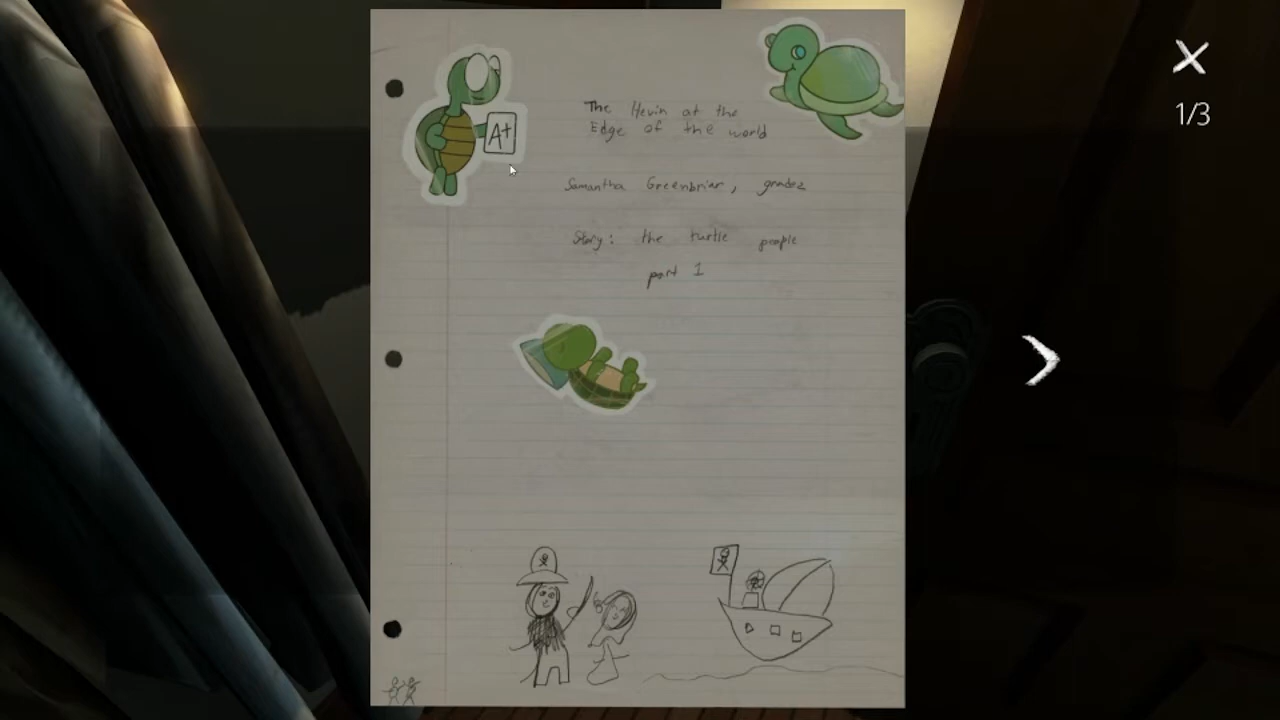 A+
The Hevin at the
Edge of the world
Samantha Greenbriar, grade 2
Story: the turtle people
part 1
1/3